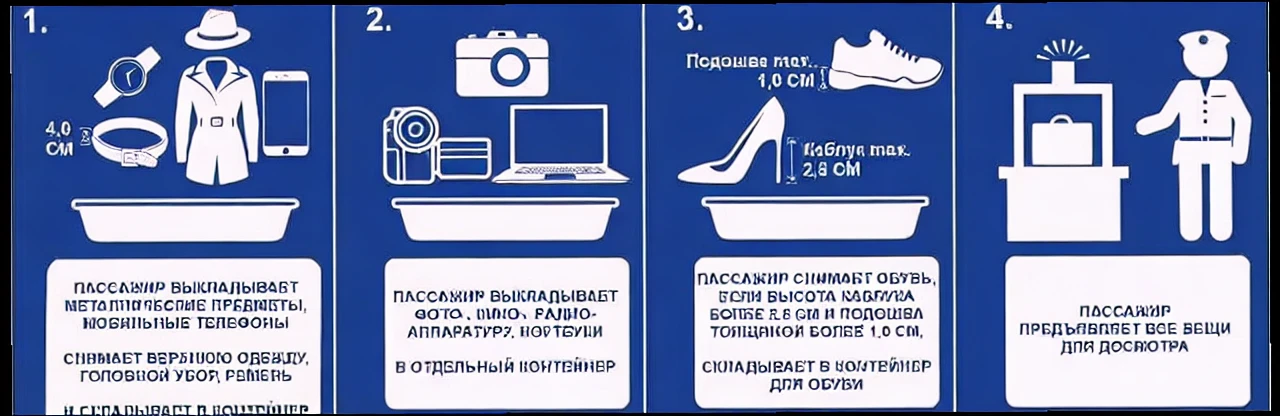 1.
4,0
СМ
ПАССАЖИР ВЫКЛАДЫВАЕТ
МЕТАЛЛИЧЕСКИЕ ПРЕДМЕТЫ,
МОБИЛЬНЫЕ ТЕЛЕФОНЫ
СНИМАЕТ ВЕРХНЮЮ ОДЕЖДУ,
ГОЛОВНОЙ УБОР, РЕМЕНЬ
И СКЛАДЫВАЕТ В КОНТЕЙНЕР
2.
ПАССАЖИР ВЫКЛАДЫВАЕТ
ФОТО-, КИНО-, РАДИО-
АППАРАТУРУ, НОУТБУКИ
В ОТДЕЛЬНЫЙ КОНТЕЙНЕР
3.
Подошва max.
1,0 СМ
Каблук max.
2,8 СМ
ПАССАЖИР СНИМАЕТ ОБУВЬ,
ЕСЛИ ВЫСОТА КАБЛУКА
БОЛЕЕ 2.8 СМ И ПОДОШВА
ТОЛЩИНОЙ БОЛЕЕ 1,0 СМ,
СКЛАДЫВАЕТ В КОНТЕЙНЕР
ДЛЯ ОБУВИ
4.
ПАССАЖИР
ПРЕДЪЯВЛЯЕТ ВСЕ ВЕЩИ
ДЛЯ ДОСМОТРА